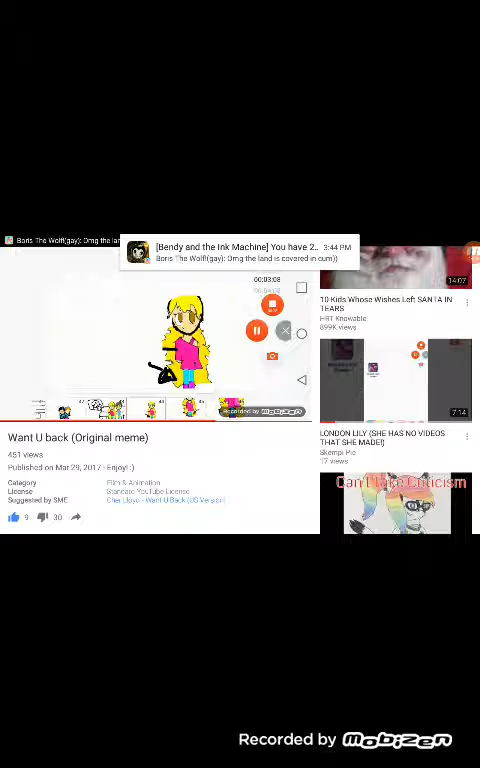 Boris The Wolf!(gay): Omg the lan
[Bendy and the Ink Machine] You have 2.. 3:44 PM
Boris The Wolf!(gay): Omg the land is covered in cum))
00:03:08
14:07
10 Kids Whose Wishes Left SANTA IN
TEARS
HRT Knowable
899K views
Recorded by Mobizen
7:14
Want U back (Original meme)
451 views
Published on Mar 29, 2017 · Enjoy! :)
Category Film & Animation
License Standard YouTube License
Suggested by SME Cher Lloyd - Want U Back (US Version)
9 30
LONDON LILY (SHE HAS NO VIDEOS
THAT SHE MADE!)
Skempi Pie
17 views
Can't Take Criticism
Recorded by Mobizen